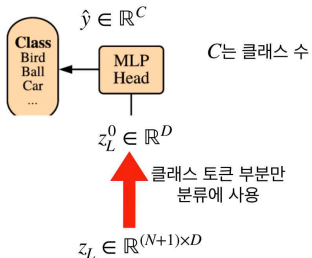 ŷ ∈ ℝ^C
Class
Bird
Ball
Car
...
MLP
Head
C는 클래스 수
z_L^0 ∈ ℝ^D
클래스 토큰 부분만
분류에 사용
z_L ∈ ℝ^{(N+1)×D}